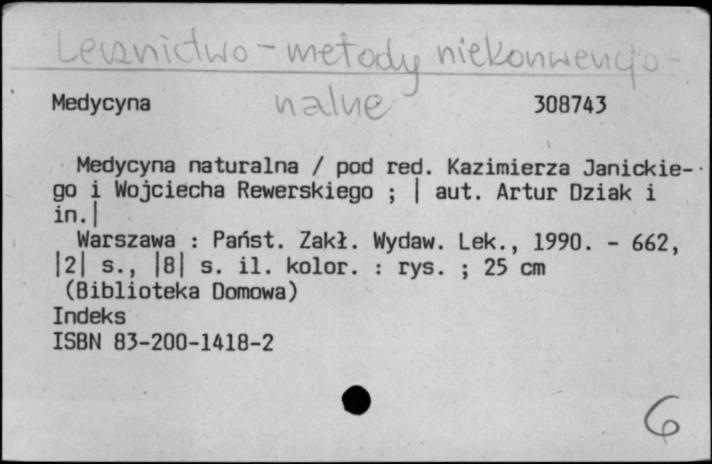 Lecznictwo - metody niekonwencjo-
nalne
Medycyna 308743
Medycyna naturalna / pod red. Kazimierza Janickie-
go i Wojciecha Rewerskiego ; | aut. Artur Dziak i
in.|
Warszawa : Państ. Zakł. Wydaw. Lek., 1990. - 662,
|2| s., |8| s. il. kolor. : rys. ; 25 cm
(Biblioteka Domowa)
Indeks
ISBN 83-200-1418-2
6